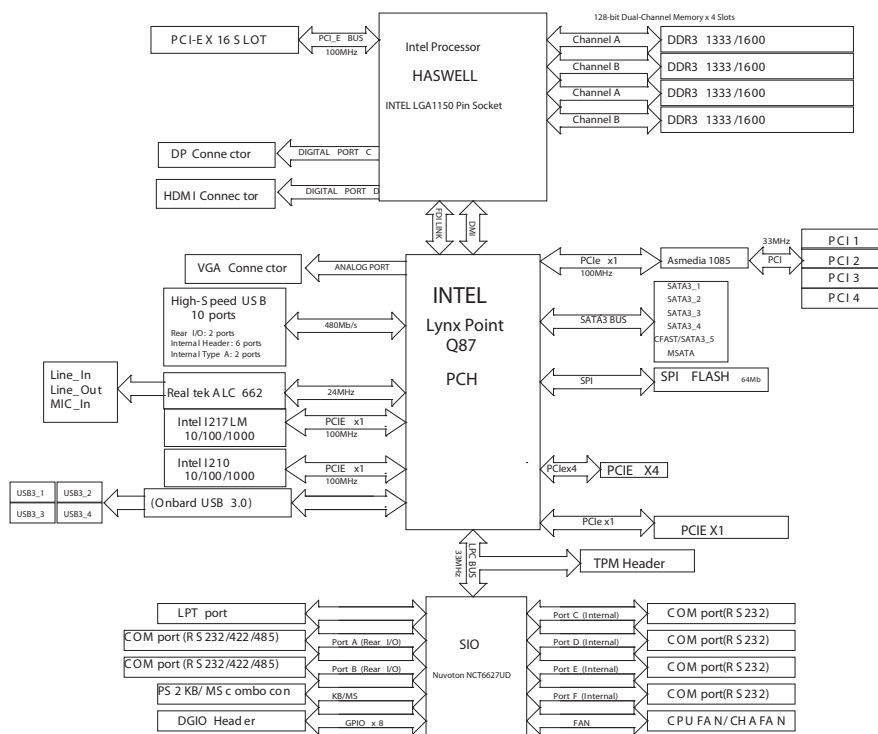 128-bit Dual-Channel Memory x 4 Slots
PCI-EX 16 SLOT
PCI_E BUS
100MHz
Intel Processor
HASWELL
INTEL LGA1150 Pin Socket
Channel A
DDR3 1333/1600
Channel B
DDR3 1333/1600
Channel A
DDR3 1333/1600
Channel B
DDR3 1333/1600
DP Connector
DIGITAL PORT C
HDMI Connector
DIGITAL PORT D
FDI LINK
DMI
VGA Connector
ANALOG PORT
INTEL
Lynx Point
Q87
PCH
PCIe x1
100MHz
Asmedia 1085
33MHz
PCI
PCI 1
PCI 2
PCI 3
PCI 4
High-Speed USB
10 ports
Rear I/O: 2 ports
Internal Header: 6 ports
Internal Type A: 2 ports
480Mb/s
SATA3 BUS
SATA3_1
SATA3_2
SATA3_3
SATA3_4
CFAST/SATA3_5
MSATA
Line_In
Line_Out
MIC_In
Realtek ALC 662
24MHz
SPI
SPI FLASH 64Mb
Intel I217LM
10/100/1000
PCIE x1
100MHz
Intel I210
10/100/1000
PCIE x1
100MHz
PCIex4
PCIE X4
USB3_1
USB3_2
USB3_3
USB3_4
(Onbard USB 3.0)
PCIe x1
PCIE X1
LPC BUS
33MHz
TPM Header
SIO
Nuvoton NCT6627UD
LPT port
COM port (RS232/422/485)
Port A (Rear I/O)
COM port (RS232/422/485)
Port B (Rear I/O)
PS2 KB/MS combo con
KB/MS
DGIO Header
GPIO x 8
Port C (Internal)
COM port(RS232)
Port D (Internal)
COM port(RS232)
Port E (Internal)
COM port(RS232)
Port F (Internal)
COM port(RS232)
FAN
CPU FAN/CHA FAN